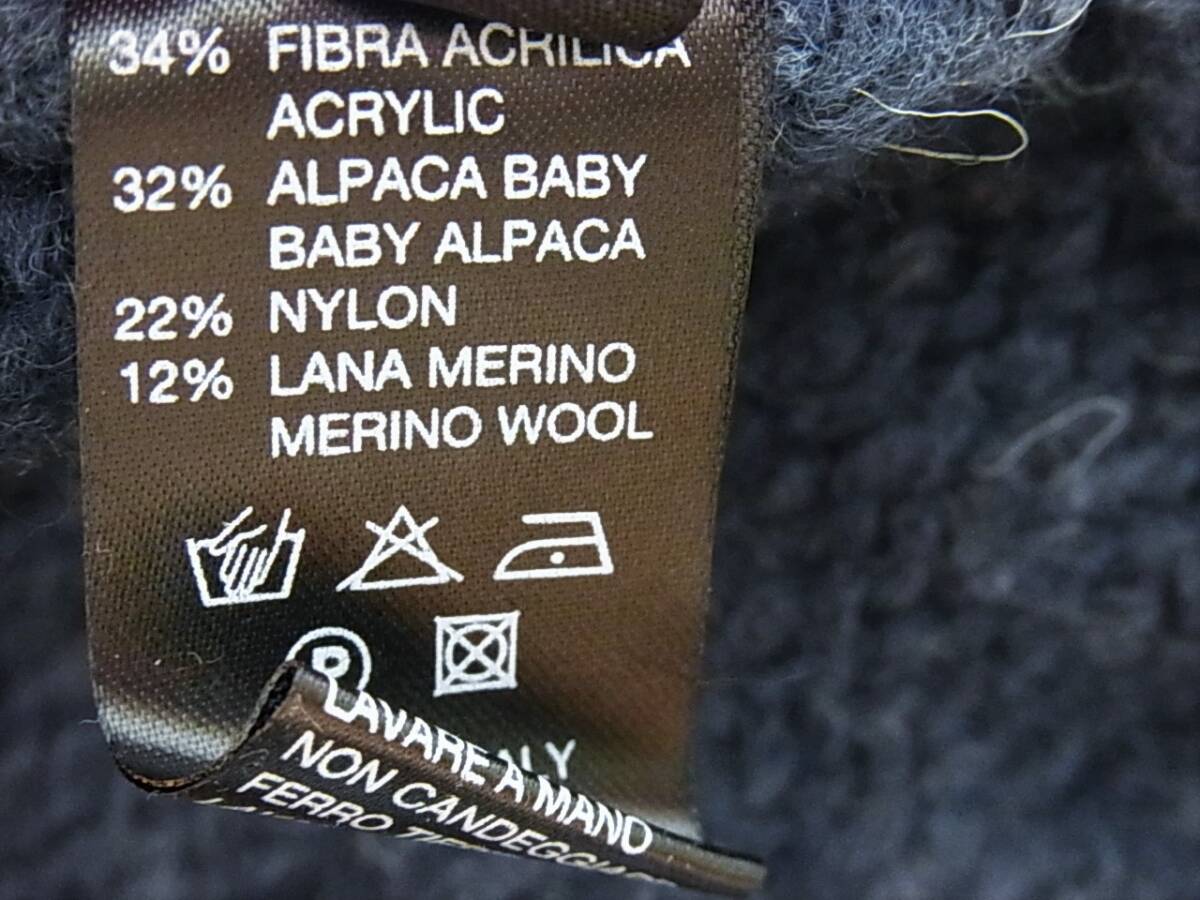 34% FIBRA ACRILICA
ACRYLIC
32% ALPACA BABY
BABY ALPACA
22% NYLON
12% LANA MERINO
MERINO WOOL
P
LAVARE A MANO
NON
FERRO